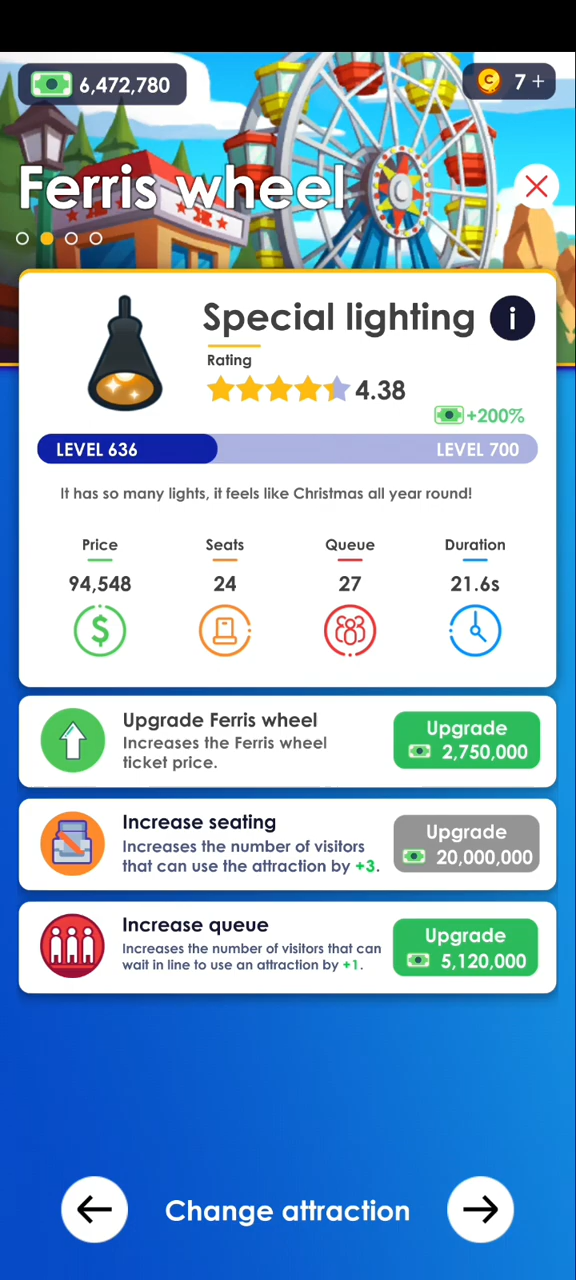 6,472,780
7 +
Ferris wheel
Special lighting
i
Rating
4.38
+200%
LEVEL 636
LEVEL 700
It has so many lights, it feels like Christmas all year round!
Price
Seats
Queue
Duration
94,548
24
27
21.6s
Upgrade Ferris wheel
Increases the Ferris wheel
ticket price.
Upgrade
2,750,000
Increase seating
Increases the number of visitors
that can use the attraction by +3.
Upgrade
20,000,000
Increase queue
Increases the number of visitors that can
wait in line to use an attraction by +1.
Upgrade
5,120,000
Change attraction